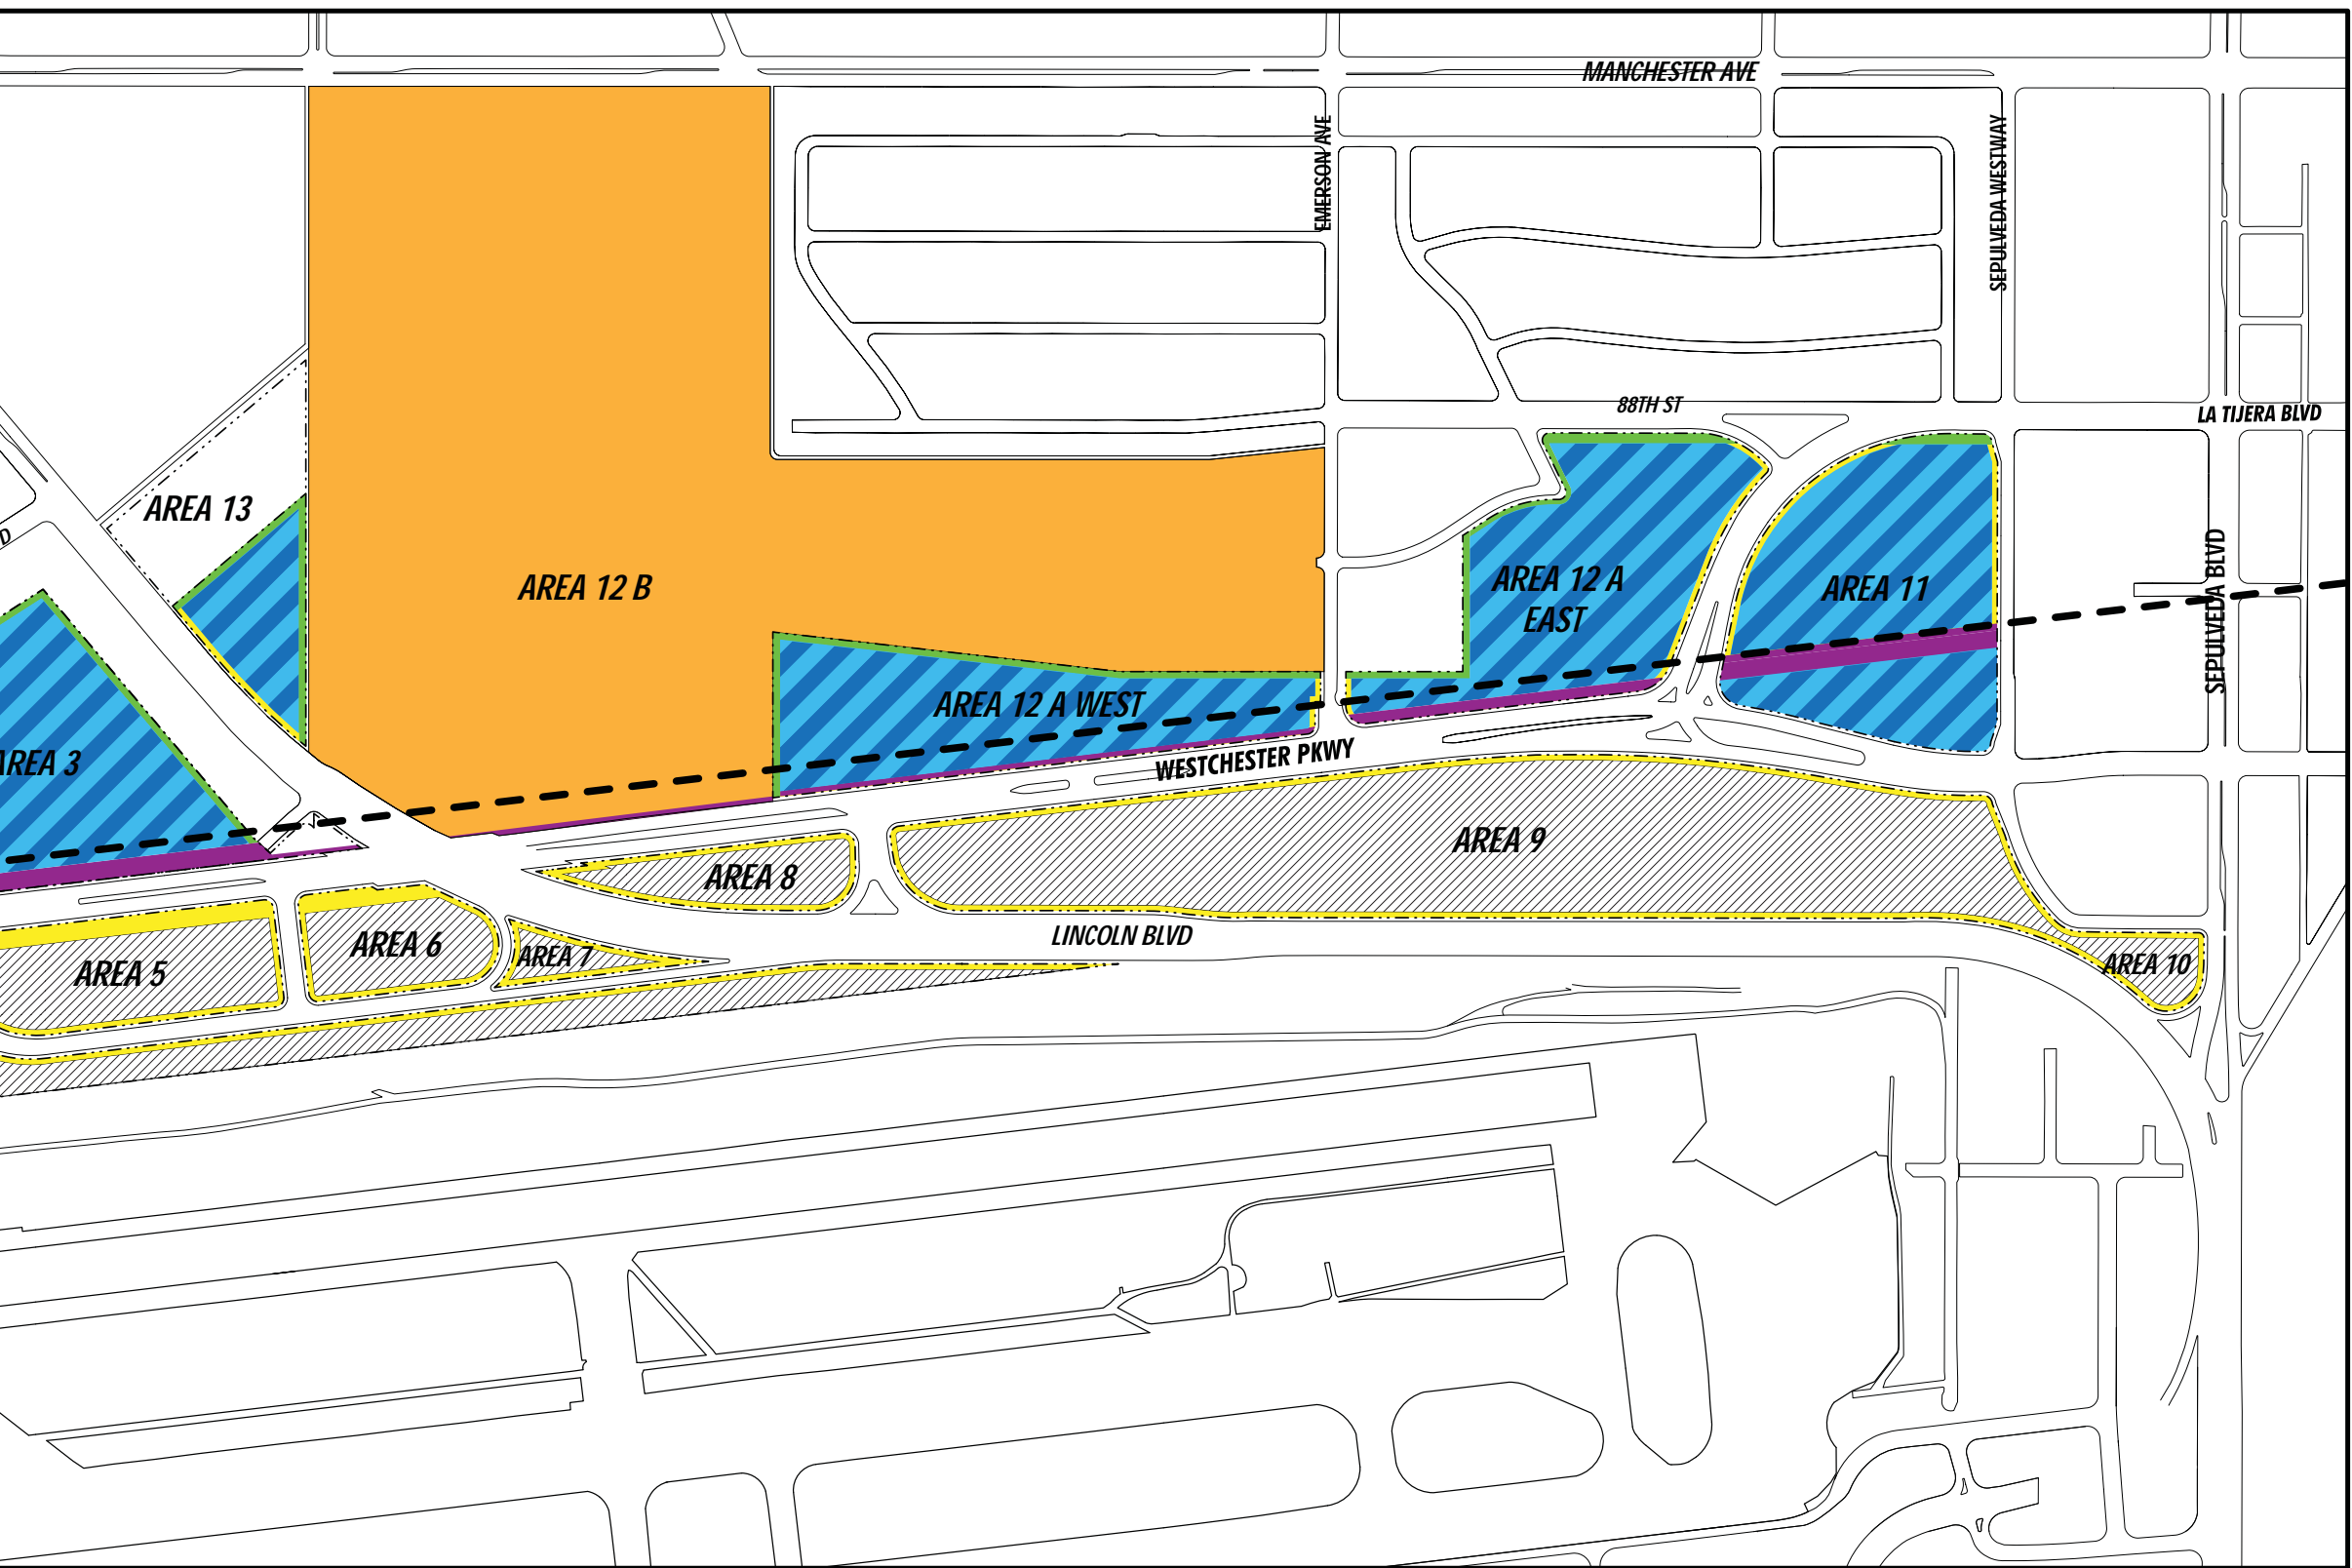 MANCHESTER AVE
EMERSON AVE
SEPULVEDA WESTWAY
88TH ST
LA TIJERA BLVD
AREA 13
D
AREA 12 B
AREA 12 A
EAST
AREA 11
SEPULVEDA BLVD
AREA 12 A WEST
AREA 3
WESTCHESTER PKWY
AREA 9
AREA 8
LINCOLN BLVD
AREA 6
AREA 7
AREA 5
AREA 10